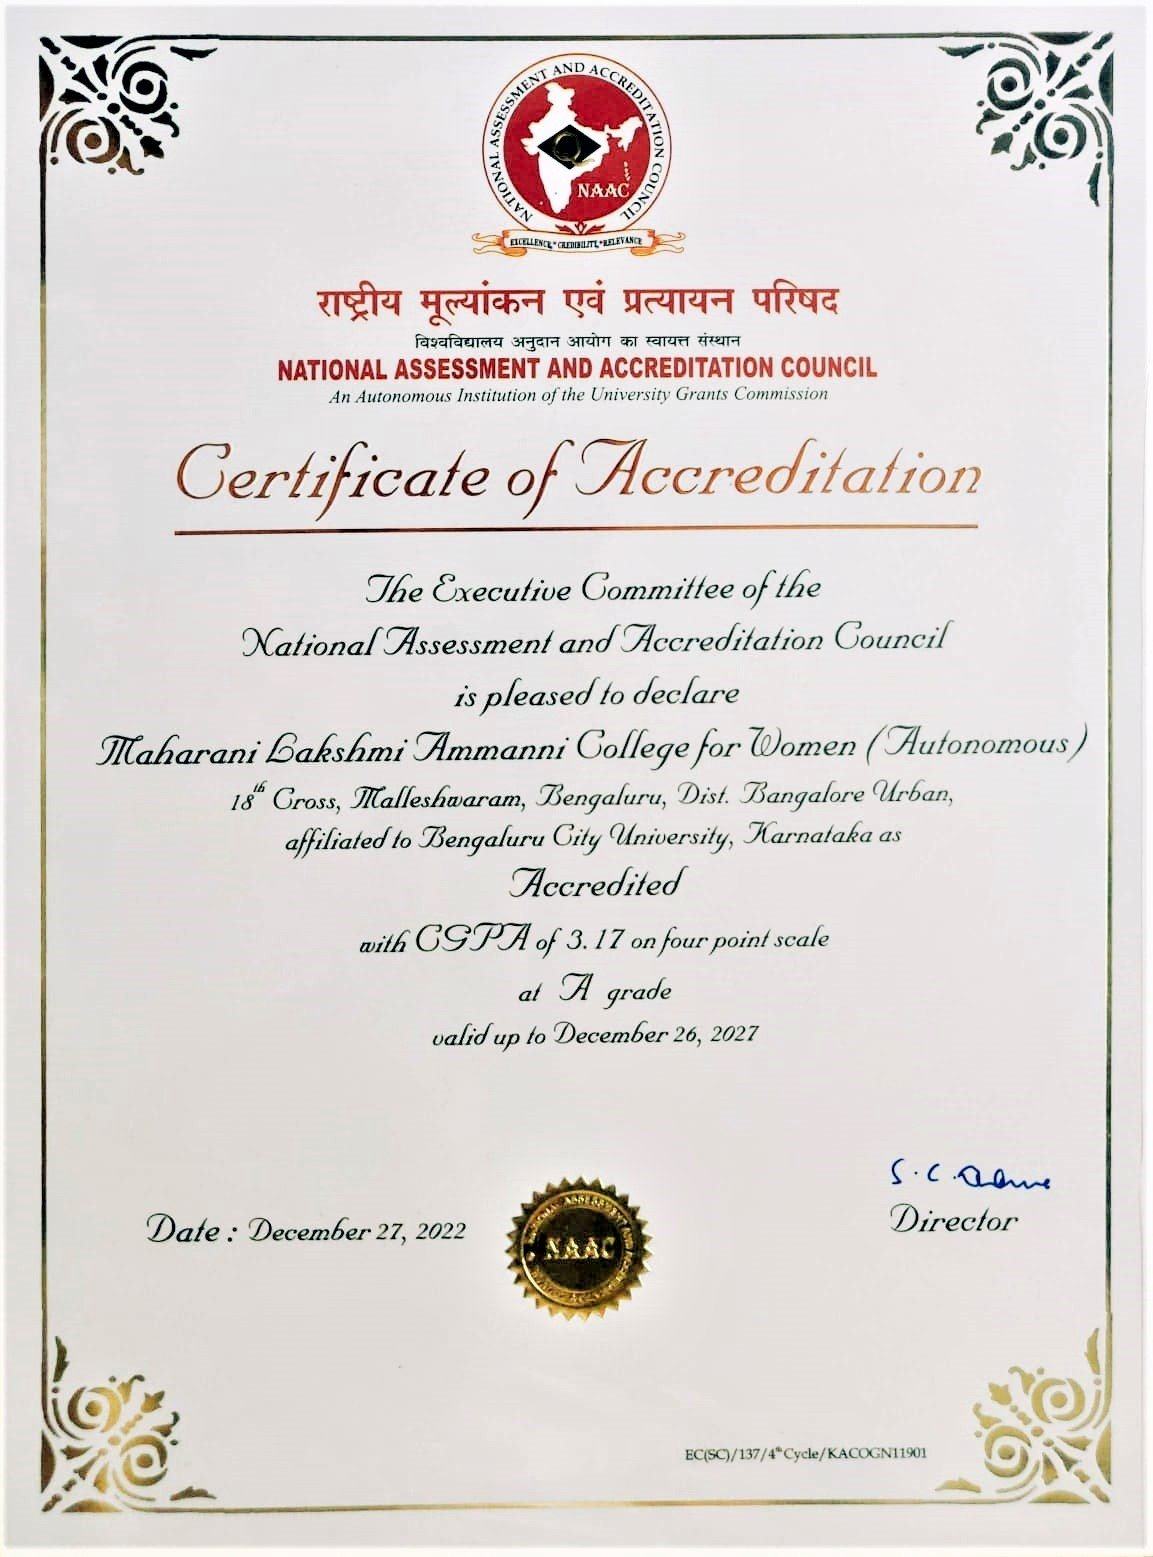 NATIONAL ASSESSMENT AND ACCREDITATION COUNCIL
NAAC
EXCELLENCE * CREDIBILITY * RELEVANCE
राष्ट्रीय मूल्यांकन एवं प्रत्यायन परिषद
विश्वविद्यालय अनुदान आयोग का स्वायत्त संस्थान
NATIONAL ASSESSMENT AND ACCREDITATION COUNCIL
An Autonomous Institution of the University Grants Commission
Certificate of Accreditation
The Executive Committee of the
National Assessment and Accreditation Council
is pleased to declare
Maharani Lakshmi Ammanni College for Women (Autonomous)
18th Cross, Malleshwaram, Bengaluru, Dist. Bangalore Urban,
affiliated to Bengaluru City University, Karnataka as
Accredited
with CGPA of 3.17 on four point scale
at A grade
valid up to December 26, 2027
S. C.
Director
Date : December 27, 2022
NAAC
EC(SC)/137/4th Cycle/KACOGN11901